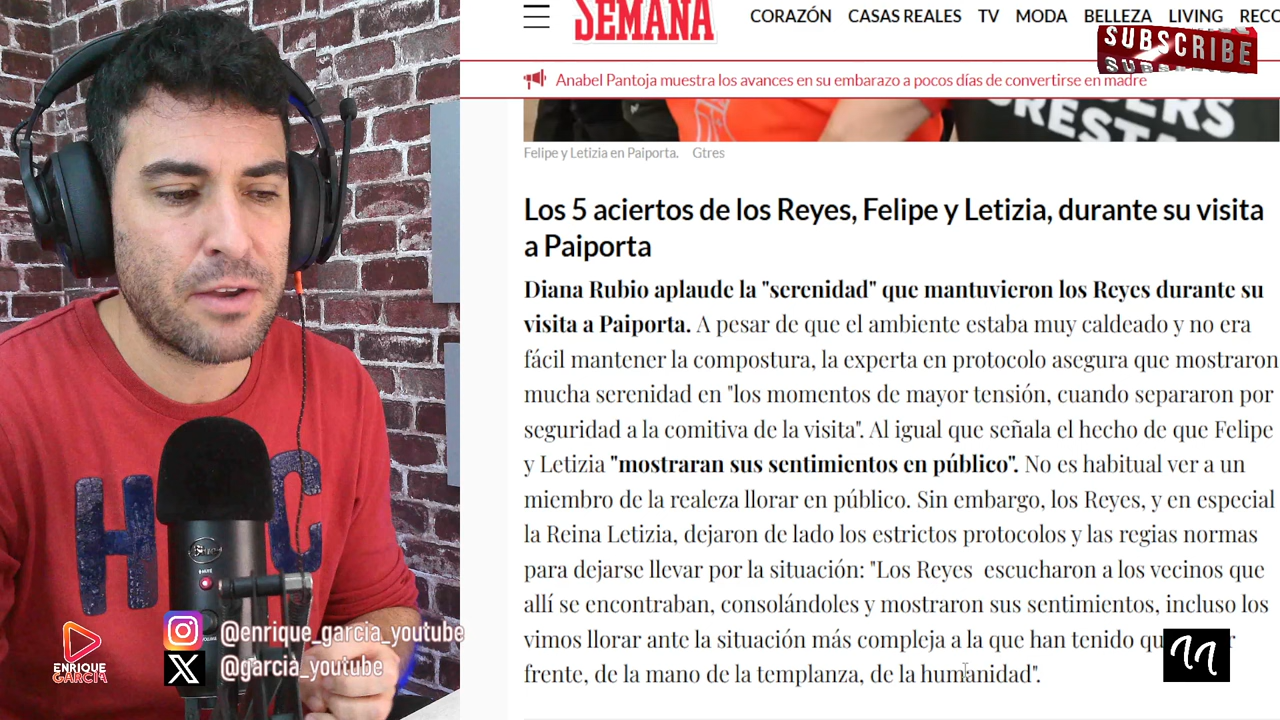 SEMANA
CORAZÓN CASAS REALES TV MODA BELLEZA LIVING RECO
SUBSCRIBE
Anabel Pantoja muestra los avances en su embarazo a pocos días de convertirse en madre
Felipe y Letizia en Paiporta. Gtres
Los 5 aciertos de los Reyes, Felipe y Letizia, durante su visita
a Paiporta
Diana Rubio aplaude la "serenidad" que mantuvieron los Reyes durante su
visita a Paiporta. A pesar de que el ambiente estaba muy caldeado y no era
fácil mantener la compostura, la experta en protocolo asegura que mostraron
mucha serenidad en "los momentos de mayor tensión, cuando separaron por
seguridad a la comitiva de la visita". Al igual que señala el hecho de que Felipe
y Letizia "mostraran sus sentimientos en público". No es habitual ver a un
miembro de la realeza llorar en público. Sin embargo, los Reyes, y en especial
la Reina Letizia, dejaron de lado los estrictos protocolos y las regias normas
para dejarse llevar por la situación: "Los Reyes escucharon a los vecinos que
allí se encontraban, consolándoles y mostraron sus sentimientos, incluso los
vimos llorar ante la situación más compleja a la que han tenido
frente, de la mano de la templanza, de la humanidad".
H C
Blue
MUTE
VOLUME
@enrique_garcia_youtube
@garcia_youtube
ENRIQUE
GARCIA